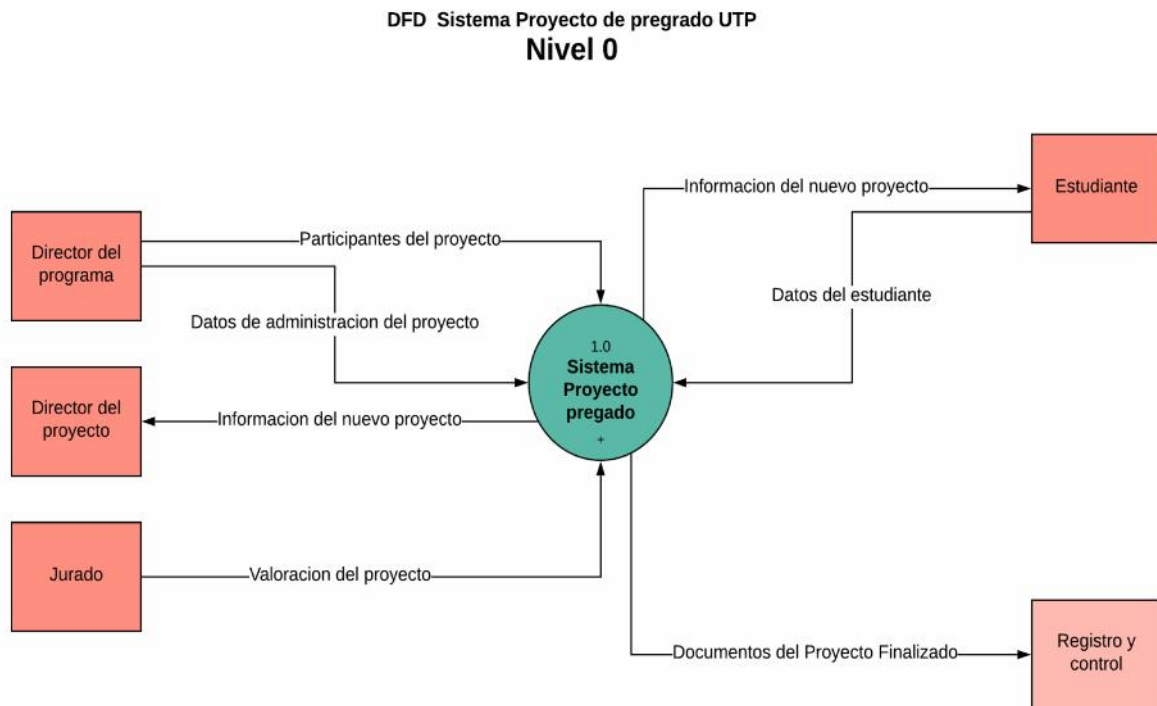 DFD Sistema Proyecto de pregrado UTP
Nivel 0
Informacion del nuevo proyecto
Estudiante
Director del
programa
Participantes del proyecto
Datos del estudiante
Datos de administracion del proyecto
1.0
Sistema
Proyecto
pregado
+
Director del
proyecto
Informacion del nuevo proyecto
Jurado
Valoracion del proyecto
Documentos del Proyecto Finalizado
Registro y
control